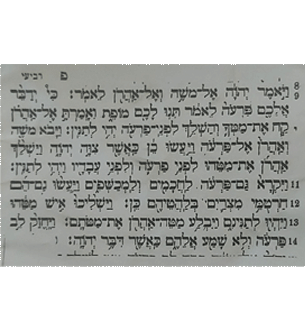 פ רביעי
8 9 וַיֹּאמֶר יְהוָה אֶל־מֹשֶׁה וְאֶל־אַהֲרֹן לֵאמֹר׃ כִּי יְדַבֵּר
אֲלֵכֶם פַּרְעֹה לֵאמֹר תְּנוּ לָכֶם מוֹפֵת וְאָמַרְתָּ אֶל־אַהֲרֹן
קַח אֶת־מַטְּךָ וְהַשְׁלֵךְ לִפְנֵי־פַרְעֹה יְהִי לְתַנִּין׃ וַיָּבֹא מֹשֶׁה
וְאַהֲרֹן אֶל־פַּרְעֹה וַיַּעֲשׂוּ כֵן כַּאֲשֶׁר צִוָּה יְהוָה וַיַּשְׁלֵךְ
אַהֲרֹן אֶת־מַטֵּהוּ לִפְנֵי פַרְעֹה וְלִפְנֵי עֲבָדָיו וַיְהִי לְתַנִּין׃
11 וַיִּקְרָא גַּם־פַּרְעֹה לַחֲכָמִים וְלַמְכַשְּׁפִים וַיַּעֲשׂוּ גַם־הֵם
12 חַרְטֻמֵּי מִצְרַיִם בְּלַהֲטֵיהֶם כֵּן׃ וַיַּשְׁלִיכוּ אִישׁ מַטֵּהוּ
13 וַיִּהְיוּ לְתַנִּינִם וַיִּבְלַע מַטֵּה־אַהֲרֹן אֶת־מַטֹּתָם׃ וַיֶּחֱזַק לֵב
14 פַּרְעֹה וְלֹא שָׁמַע אֲלֵהֶם כַּאֲשֶׁר דִּבֶּר יְהוָה׃ ו